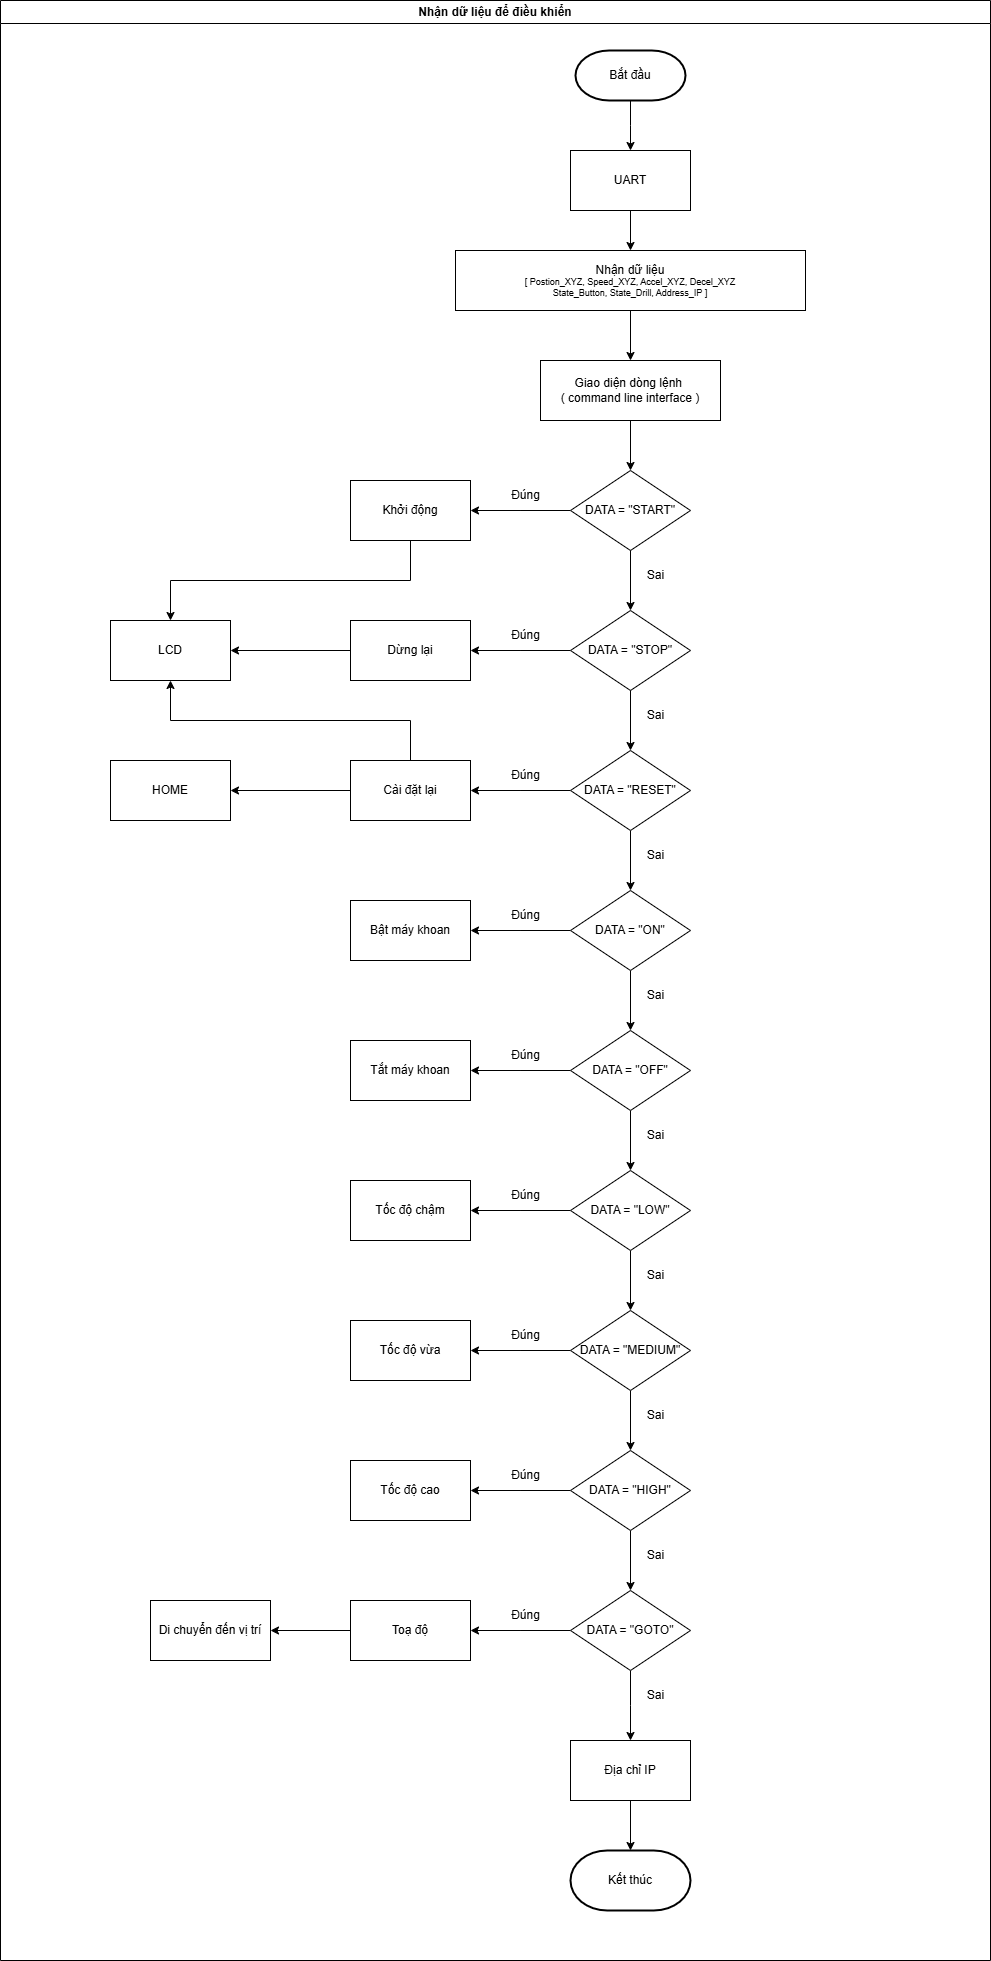 Nhận dữ liệu để điều khiển
Bắt đầu
UART
Nhận dữ liệu
[ Postion_XYZ, Speed_XYZ, Accel_XYZ, Decel_XYZ
State_Button, State_Drill, Address_IP ]
Giao diện dòng lệnh
( command line interface )
Khởi động
Đúng
DATA = "START"
Sai
LCD
Dừng lại
Đúng
DATA = "STOP"
Sai
HOME
Cài đặt lại
Đúng
DATA = "RESET"
Sai
Bật máy khoan
Đúng
DATA = "ON"
Sai
Tắt máy khoan
Đúng
DATA = "OFF"
Sai
Tốc độ chậm
Đúng
DATA = "LOW"
Sai
Tốc độ vừa
Đúng
DATA = "MEDIUM"
Sai
Tốc độ cao
Đúng
DATA = "HIGH"
Sai
Di chuyển đến vị trí
Toạ độ
Đúng
DATA = "GOTO"
Sai
Địa chỉ IP
Kết thúc